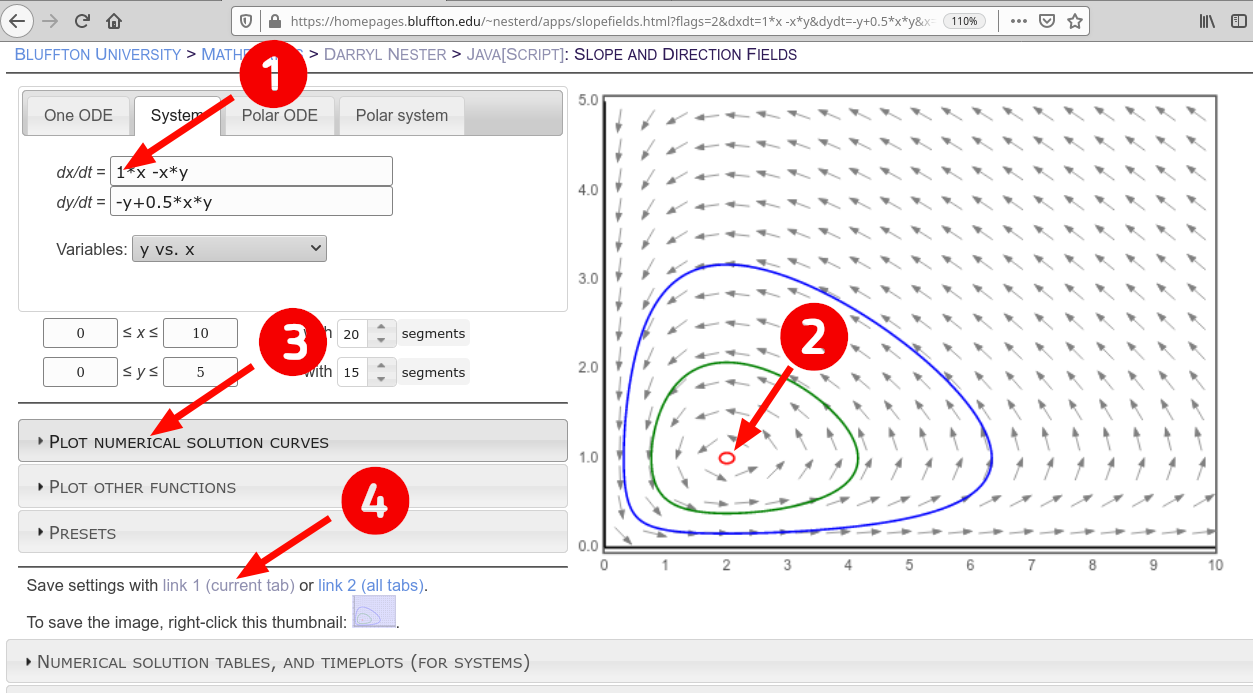 https://homepages.bluffton.edu/~nesterd/apps/slopefields.html?flags=2&dxdt=1*x -x*y&dydt=-y+0.5*x*y&x= 110%
BLUFFTON UNIVERSITY > MATHE S > DARRYL NESTER > JAVA[SCRIPT]: SLOPE AND DIRECTION FIELDS
1
One ODE System Polar ODE Polar system
dx/dt = 1*x -x*y
dy/dt = -y+0.5*x*y
Variables: y vs. x
0 ≤ x ≤ 10 with 20 segments
0 ≤ y ≤ 5 with 15 segments
3
PLOT NUMERICAL SOLUTION CURVES
PLOT OTHER FUNCTIONS
4
PRESETS
Save settings with link 1 (current tab) or link 2 (all tabs).
To save the image, right-click this thumbnail: .
5.0
4.0
3.0
2
2.0
1.0
0.0
0 1 2 3 4 5 6 7 8 9 10
NUMERICAL SOLUTION TABLES, AND TIMEPLOTS (FOR SYSTEMS)